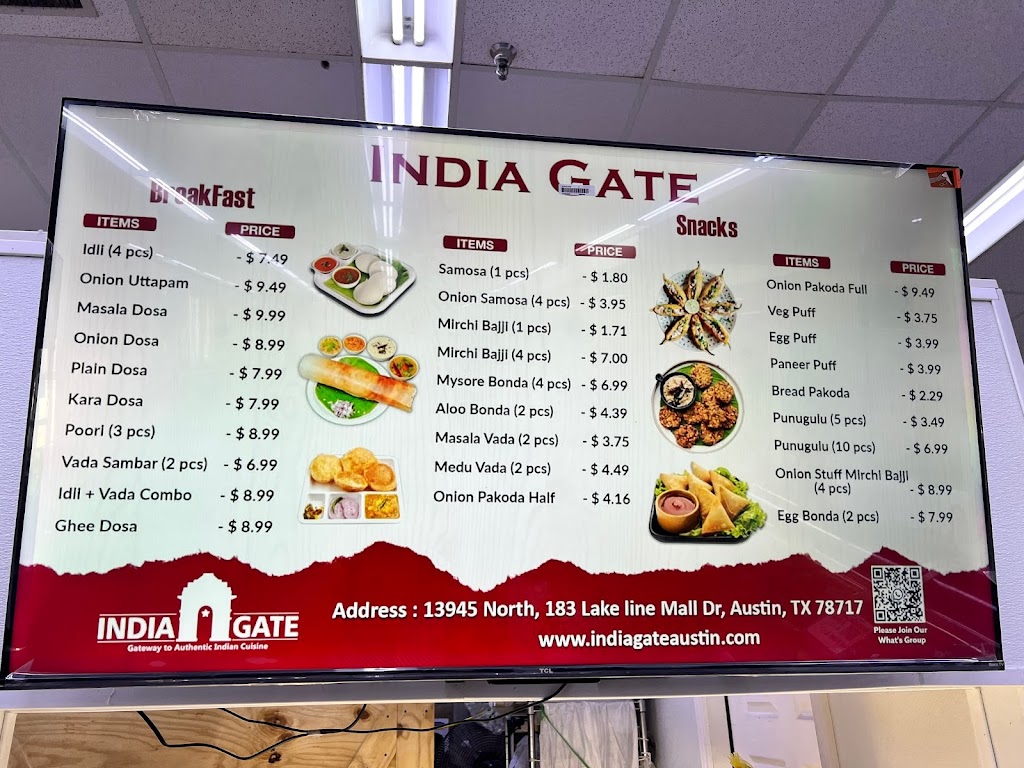 INDIA GATE
BreakFast
ITEMS PRICE
Idli (4 pcs) - $ 7.49
Onion Uttapam - $ 9.49
Masala Dosa - $ 9.99
Onion Dosa - $ 8.99
Plain Dosa - $ 7.99
Kara Dosa - $ 7.99
Poori (3 pcs) - $ 8.99
Vada Sambar (2 pcs) - $ 6.99
Idli + Vada Combo - $ 8.99
Ghee Dosa - $ 8.99
Snacks
ITEMS PRICE
Samosa (1 pcs) - $ 1.80
Onion Samosa (4 pcs) - $ 3.95
Mirchi Bajji (1 pcs) - $ 1.71
Mirchi Bajji (4 pcs) - $ 7.00
Mysore Bonda (4 pcs) - $ 6.99
Aloo Bonda (2 pcs) - $ 4.39
Masala Vada (2 pcs) - $ 3.75
Medu Vada (2 pcs) - $ 4.49
Onion Pakoda Half - $ 4.16
ITEMS PRICE
Onion Pakoda Full - $ 9.49
Veg Puff - $ 3.75
Egg Puff - $ 3.99
Paneer Puff - $ 3.99
Bread Pakoda - $ 2.29
Punugulu (5 pcs) - $ 3.49
Punugulu (10 pcs) - $ 6.99
Onion Stuff Mirchi Bajji
(4 pcs) - $ 8.99
Egg Bonda (2 pcs) - $ 7.99
INDIA GATE
Gateway to Authentic Indian Cuisine
Address : 13945 North, 183 Lake line Mall Dr, Austin, TX 78717
www.indiagateaustin.com
Please Join Our
What's Group
TCL
Roku TV